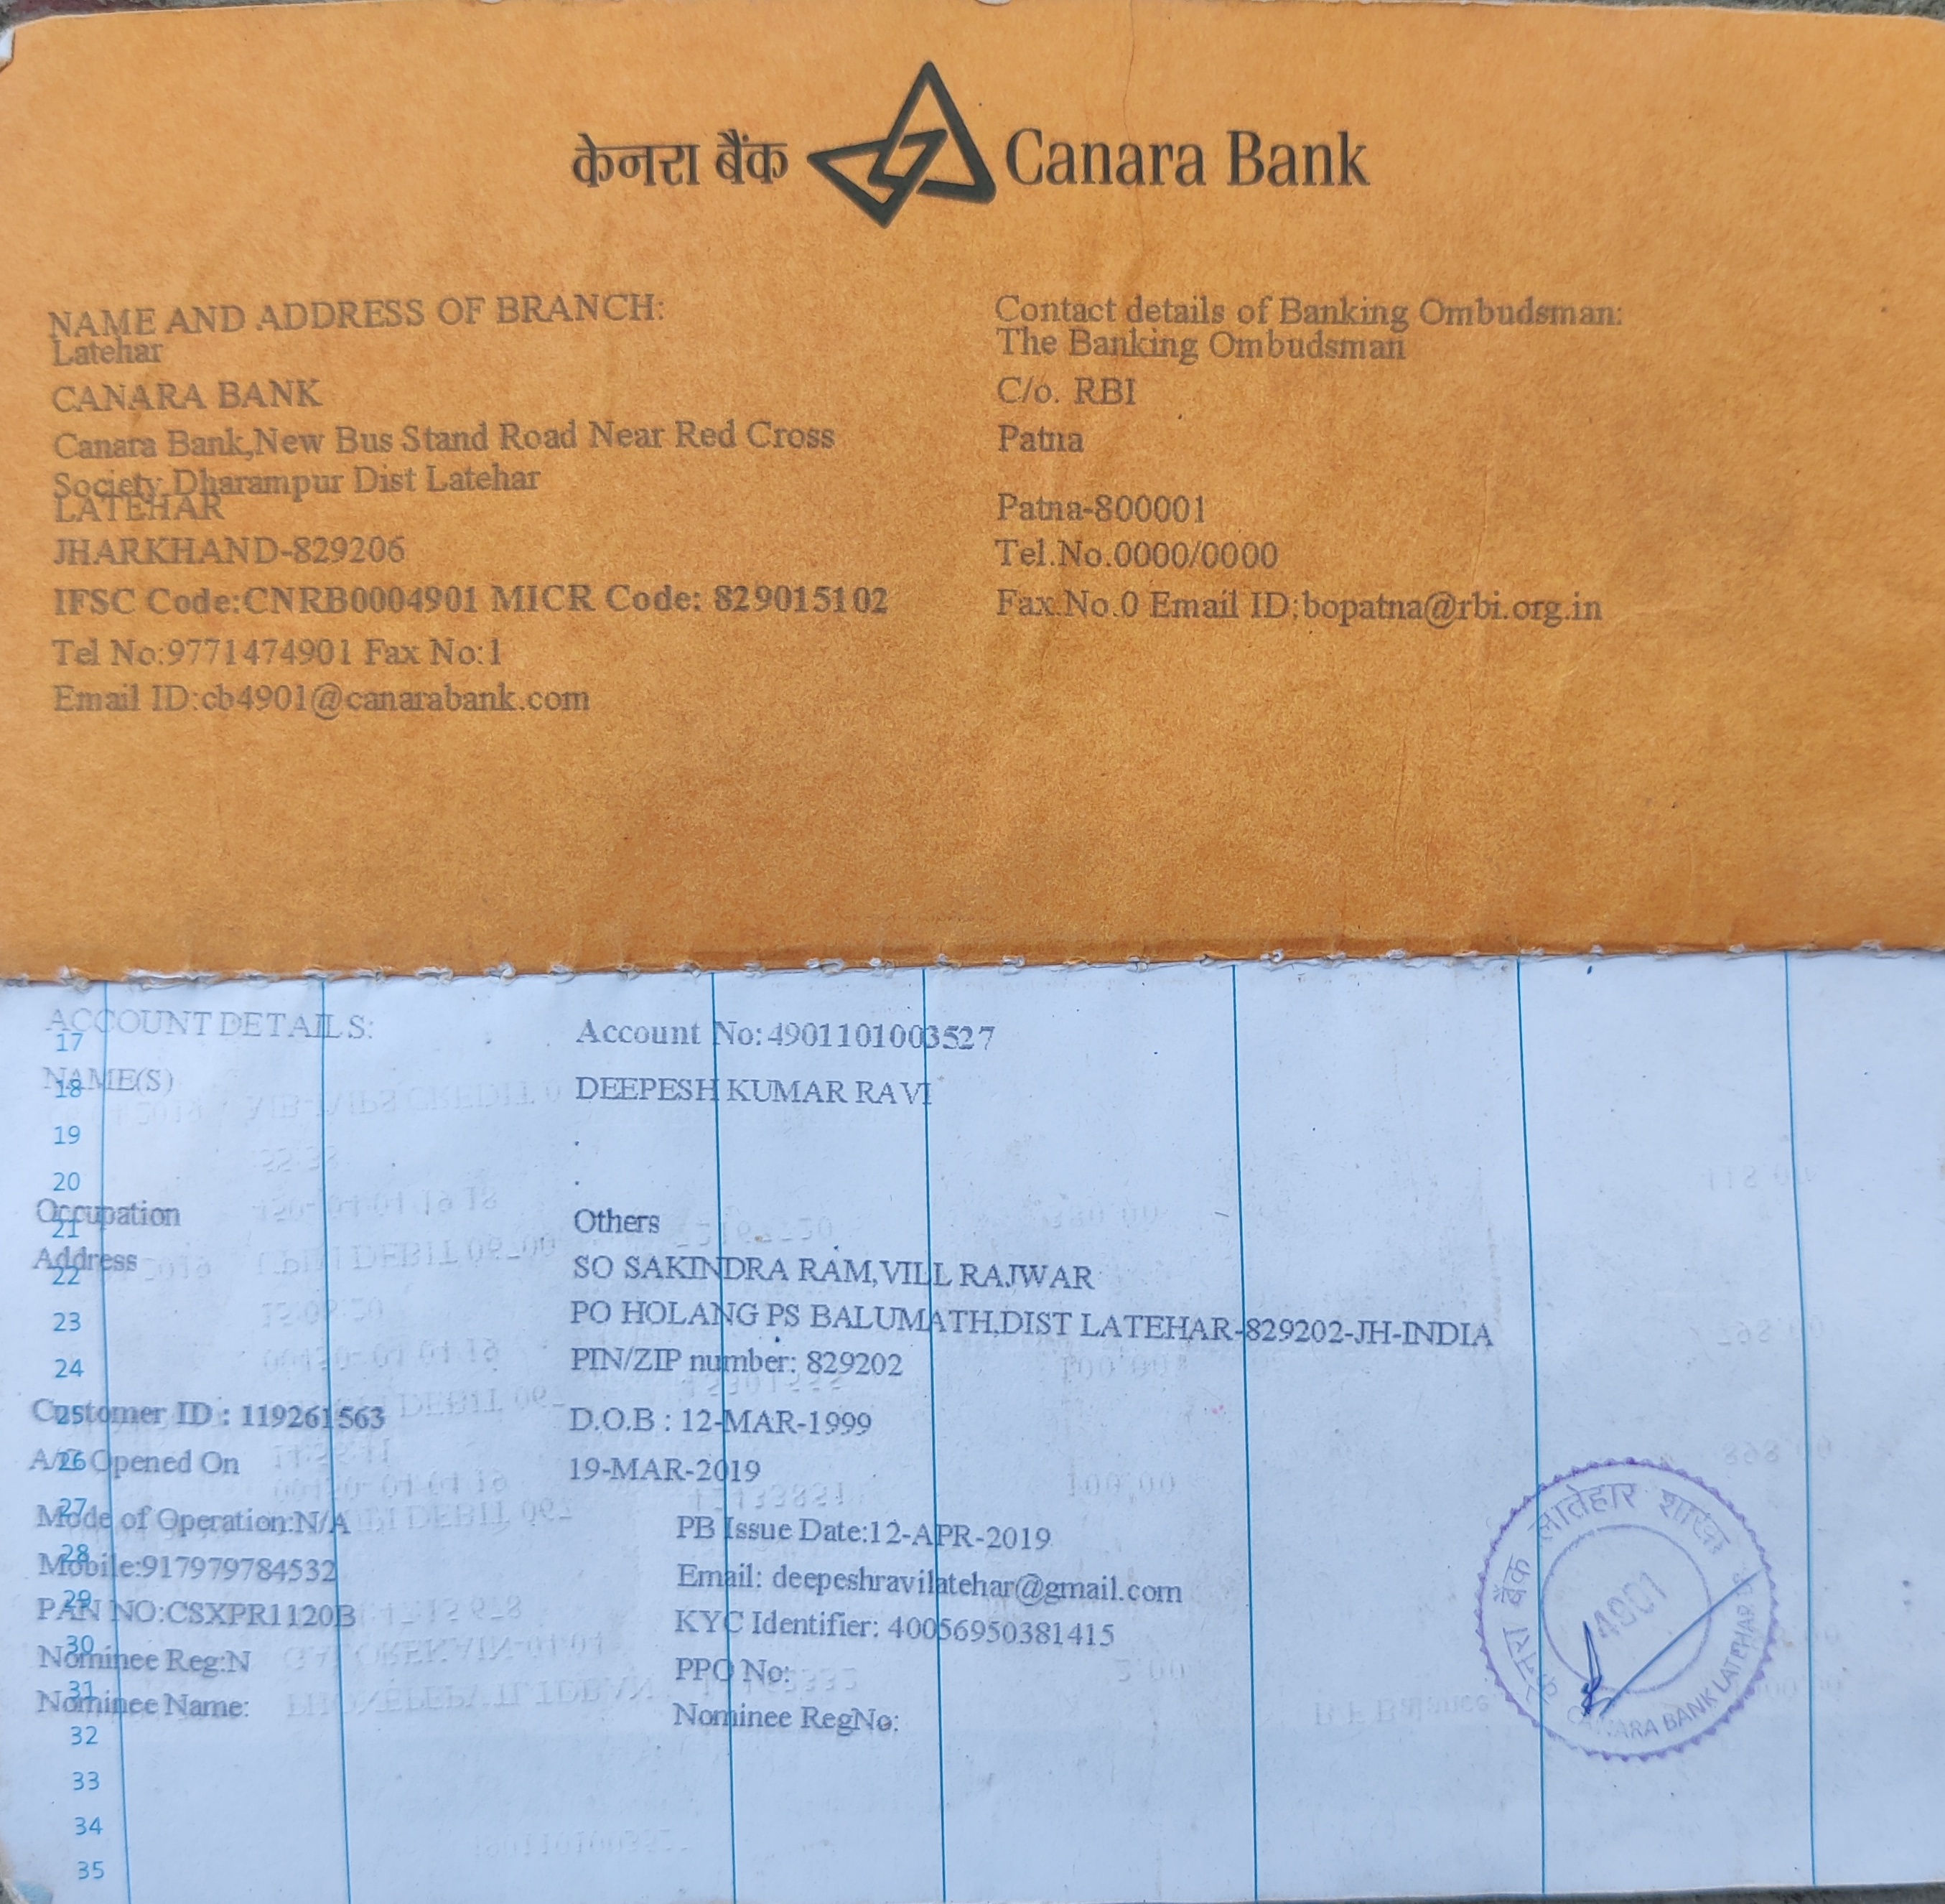 केनरा बैंक Canara Bank
NAME AND ADDRESS OF BRANCH:
Latehar
CANARA BANK
Canara Bank,New Bus Stand Road Near Red Cross
Society Dharampur Dist Latehar
LATEHAR
JHARKHAND-829206
IFSC Code:CNRB0004901 MICR Code: 829015102
Tel No:9771474901 Fax No:1
Email ID:cb4901@canarabank.com
Contact details of Banking Ombudsman:
The Banking Ombudsman
C/o. RBI
Patna
Patna-800001
Tel.No.0000/0000
Fax.No.0 Email ID:bopatna@rbi.org.in
ACCOUNT DETAILS: Account No:4901101003527
17
NAME(S) DEEPESH KUMAR RAVI
18
19
20
Occupation Others
21
Address SO SAKINDRA RAM,VILL RAJWAR
22
23 PO HOLANG PS BALUMATH,DIST LATEHAR-829202-JH-INDIA
24 PIN/ZIP number: 829202
Customer ID : 119261563 D.O.B : 12-MAR-1999
25
A/C Opened On 19-MAR-2019
26
27
Mode of Operation:N/A PB Issue Date:12-APR-2019
28
Mobile:917979784532 Email: deepeshravilatehar@gmail.com
29
PAN NO:CSXPR1120B KYC Identifier: 40056950381415
30
Nominee Reg:N PPO No:
31
Nominee Name: Nominee RegNo:
32
33
34
35
केनरा बैंक लातेहार शाखा
4901
CANARA BANK LATEHAR